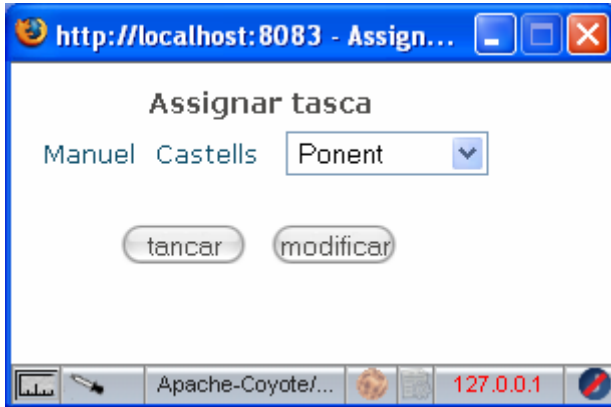 http://localhost:8083 - Assign...
Assignar tasca
Manuel Castells Ponent
tancar modificar
Apache-Coyote/... 127.0.0.1